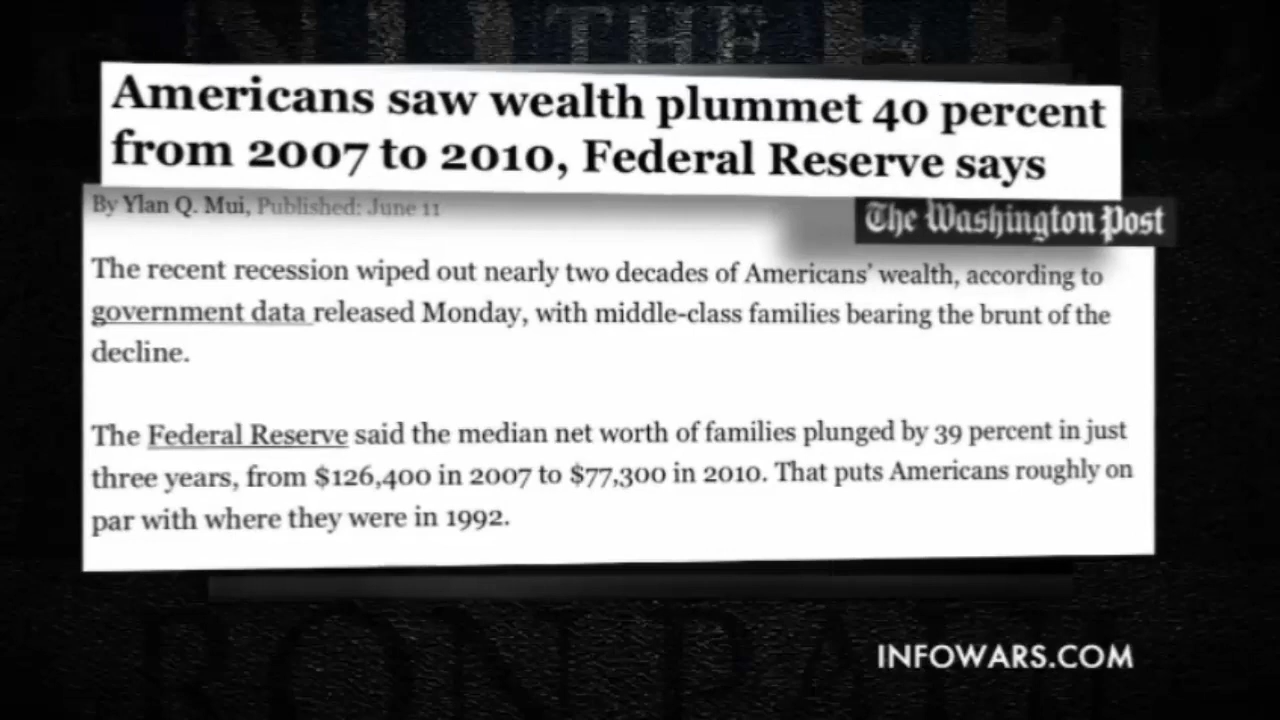 THE
Americans saw wealth plummet 40 percent
from 2007 to 2010, Federal Reserve says
By Ylan Q. Mui, Published: June 11
The Washington Post
The recent recession wiped out nearly two decades of Americans’ wealth, according to
government data released Monday, with middle-class families bearing the brunt of the
decline.
The Federal Reserve said the median net worth of families plunged by 39 percent in just
three years, from $126,400 in 2007 to $77,300 in 2010. That puts Americans roughly on
par with where they were in 1992.
RON PAUL
INFOWARS.COM